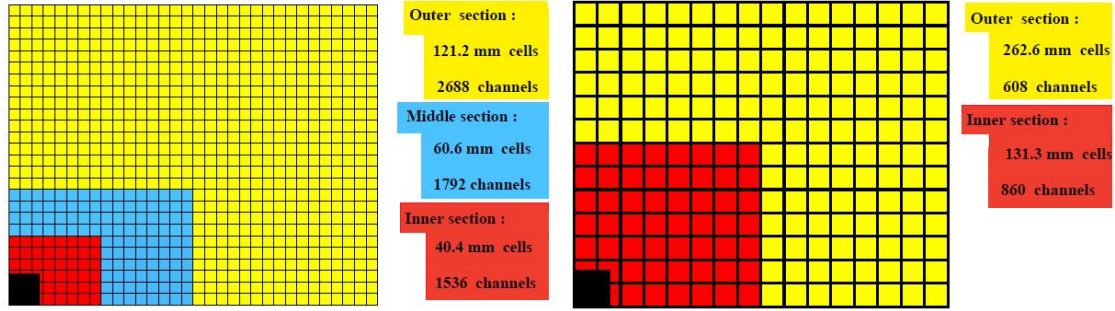 Outer section :
121.2 mm cells
2688 channels
Middle section :
60.6 mm cells
1792 channels
Inner section :
40.4 mm cells
1536 channels
Outer section :
262.6 mm cells
608 channels
Inner section :
131.3 mm cells
860 channels